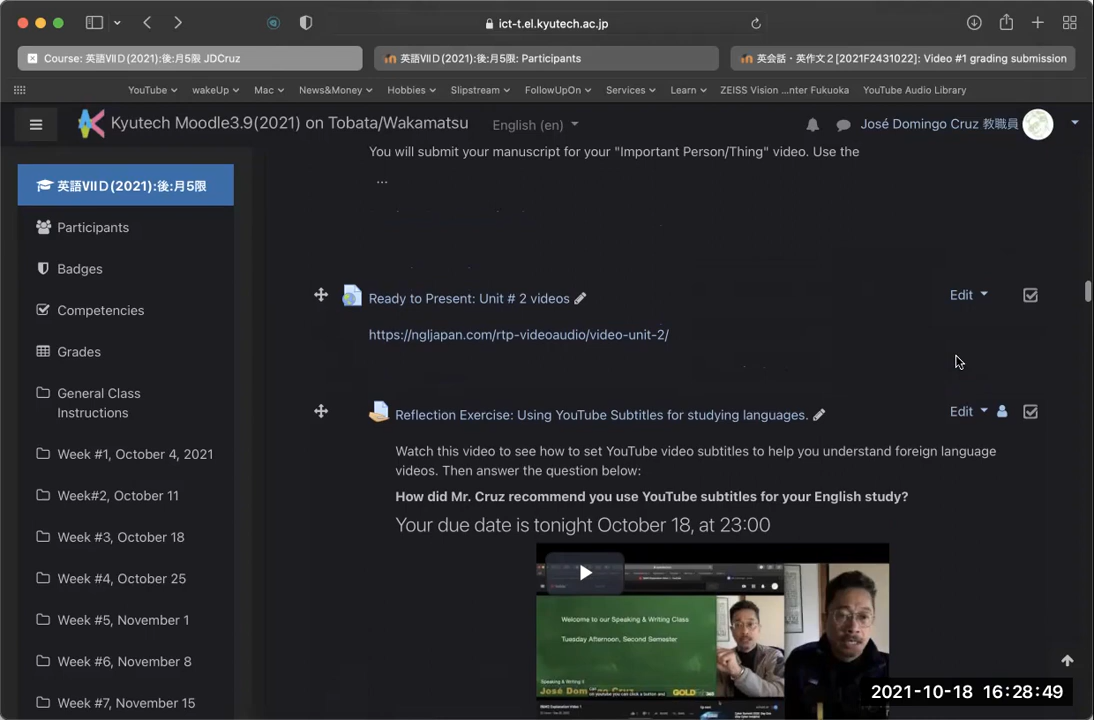 ict-t.el.kyutech.ac.jp
Course: 英語VII D (2021):後:月5限 JDCruz
英語VII D (2021):後:月5限: Participants
英会話・英作文２[2021F2431022]: Video #1 grading submission
YouTube wakeUp Mac News&Money Hobbies Slipstream FollowUpOn Services Learn ZEISS Vision ...nter Fukuoka YouTube Audio Library
Kyutech Moodle3.9(2021) on Tobata/Wakamatsu English (en) José Domingo Cruz 教職員
英語VII D (2021):後:月5限
Participants
Badges
Competencies
Grades
General Class
Instructions
Week #1, October 4, 2021
Week#2, October 11
Week #3, October 18
Week #4, October 25
Week #5, November 1
Week #6, November 8
Week #7, November 15
You will submit your manuscript for your "Important Person/Thing" video. Use the
...
Ready to Present: Unit # 2 videos Edit
https://ngljapan.com/rtp-videoaudio/video-unit-2/
Reflection Exercise: Using YouTube Subtitles for studying languages. Edit
Watch this video to see how to set YouTube video subtitles to help you understand foreign language
videos. Then answer the question below:
How did Mr. Cruz recommend you use YouTube subtitles for your English study?
Your due date is tonight October 18, at 23:00
Welcome to our Speaking & Writing Class
Tuesday Afternoon, Second Semester
Speaking & Writing II
José Domingo Cruz
2021-10-18 16:28:49